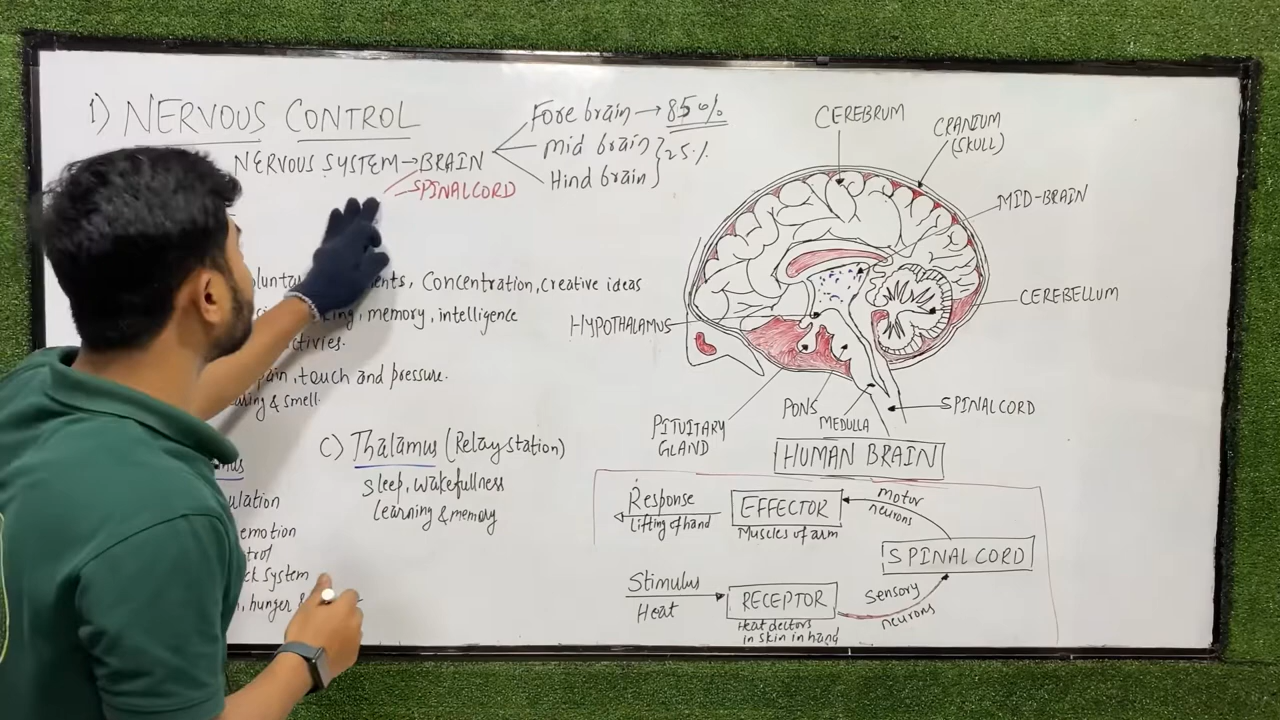 1) NERVOUS CONTROL
NERVOUS SYSTEM → BRAIN
SPINALCORD
Fore brain → 85%
mid brain
Hind brain
25%
, Concentration, creative ideas
, memory, intelligence
pain, touch and pressure.
& smell.
C) Thalamus (Relay station)
Sleep, wakefullness
learning & memory
emotion
system
, hunger &
CEREBRUM
CRANIUM
(SKULL)
MID-BRAIN
CEREBELLUM
HYPOTHALAMUS
PITUITARY
GLAND
PONS
MEDULLA
SPINALCORD
HUMAN BRAIN
Response
Lifting of hand
EFFECTOR
Muscles of arm
motor
neurons
SPINAL CORD
Stimulus
Heat
RECEPTOR
Heat dectors
in skin in hand
Sensory
neurons